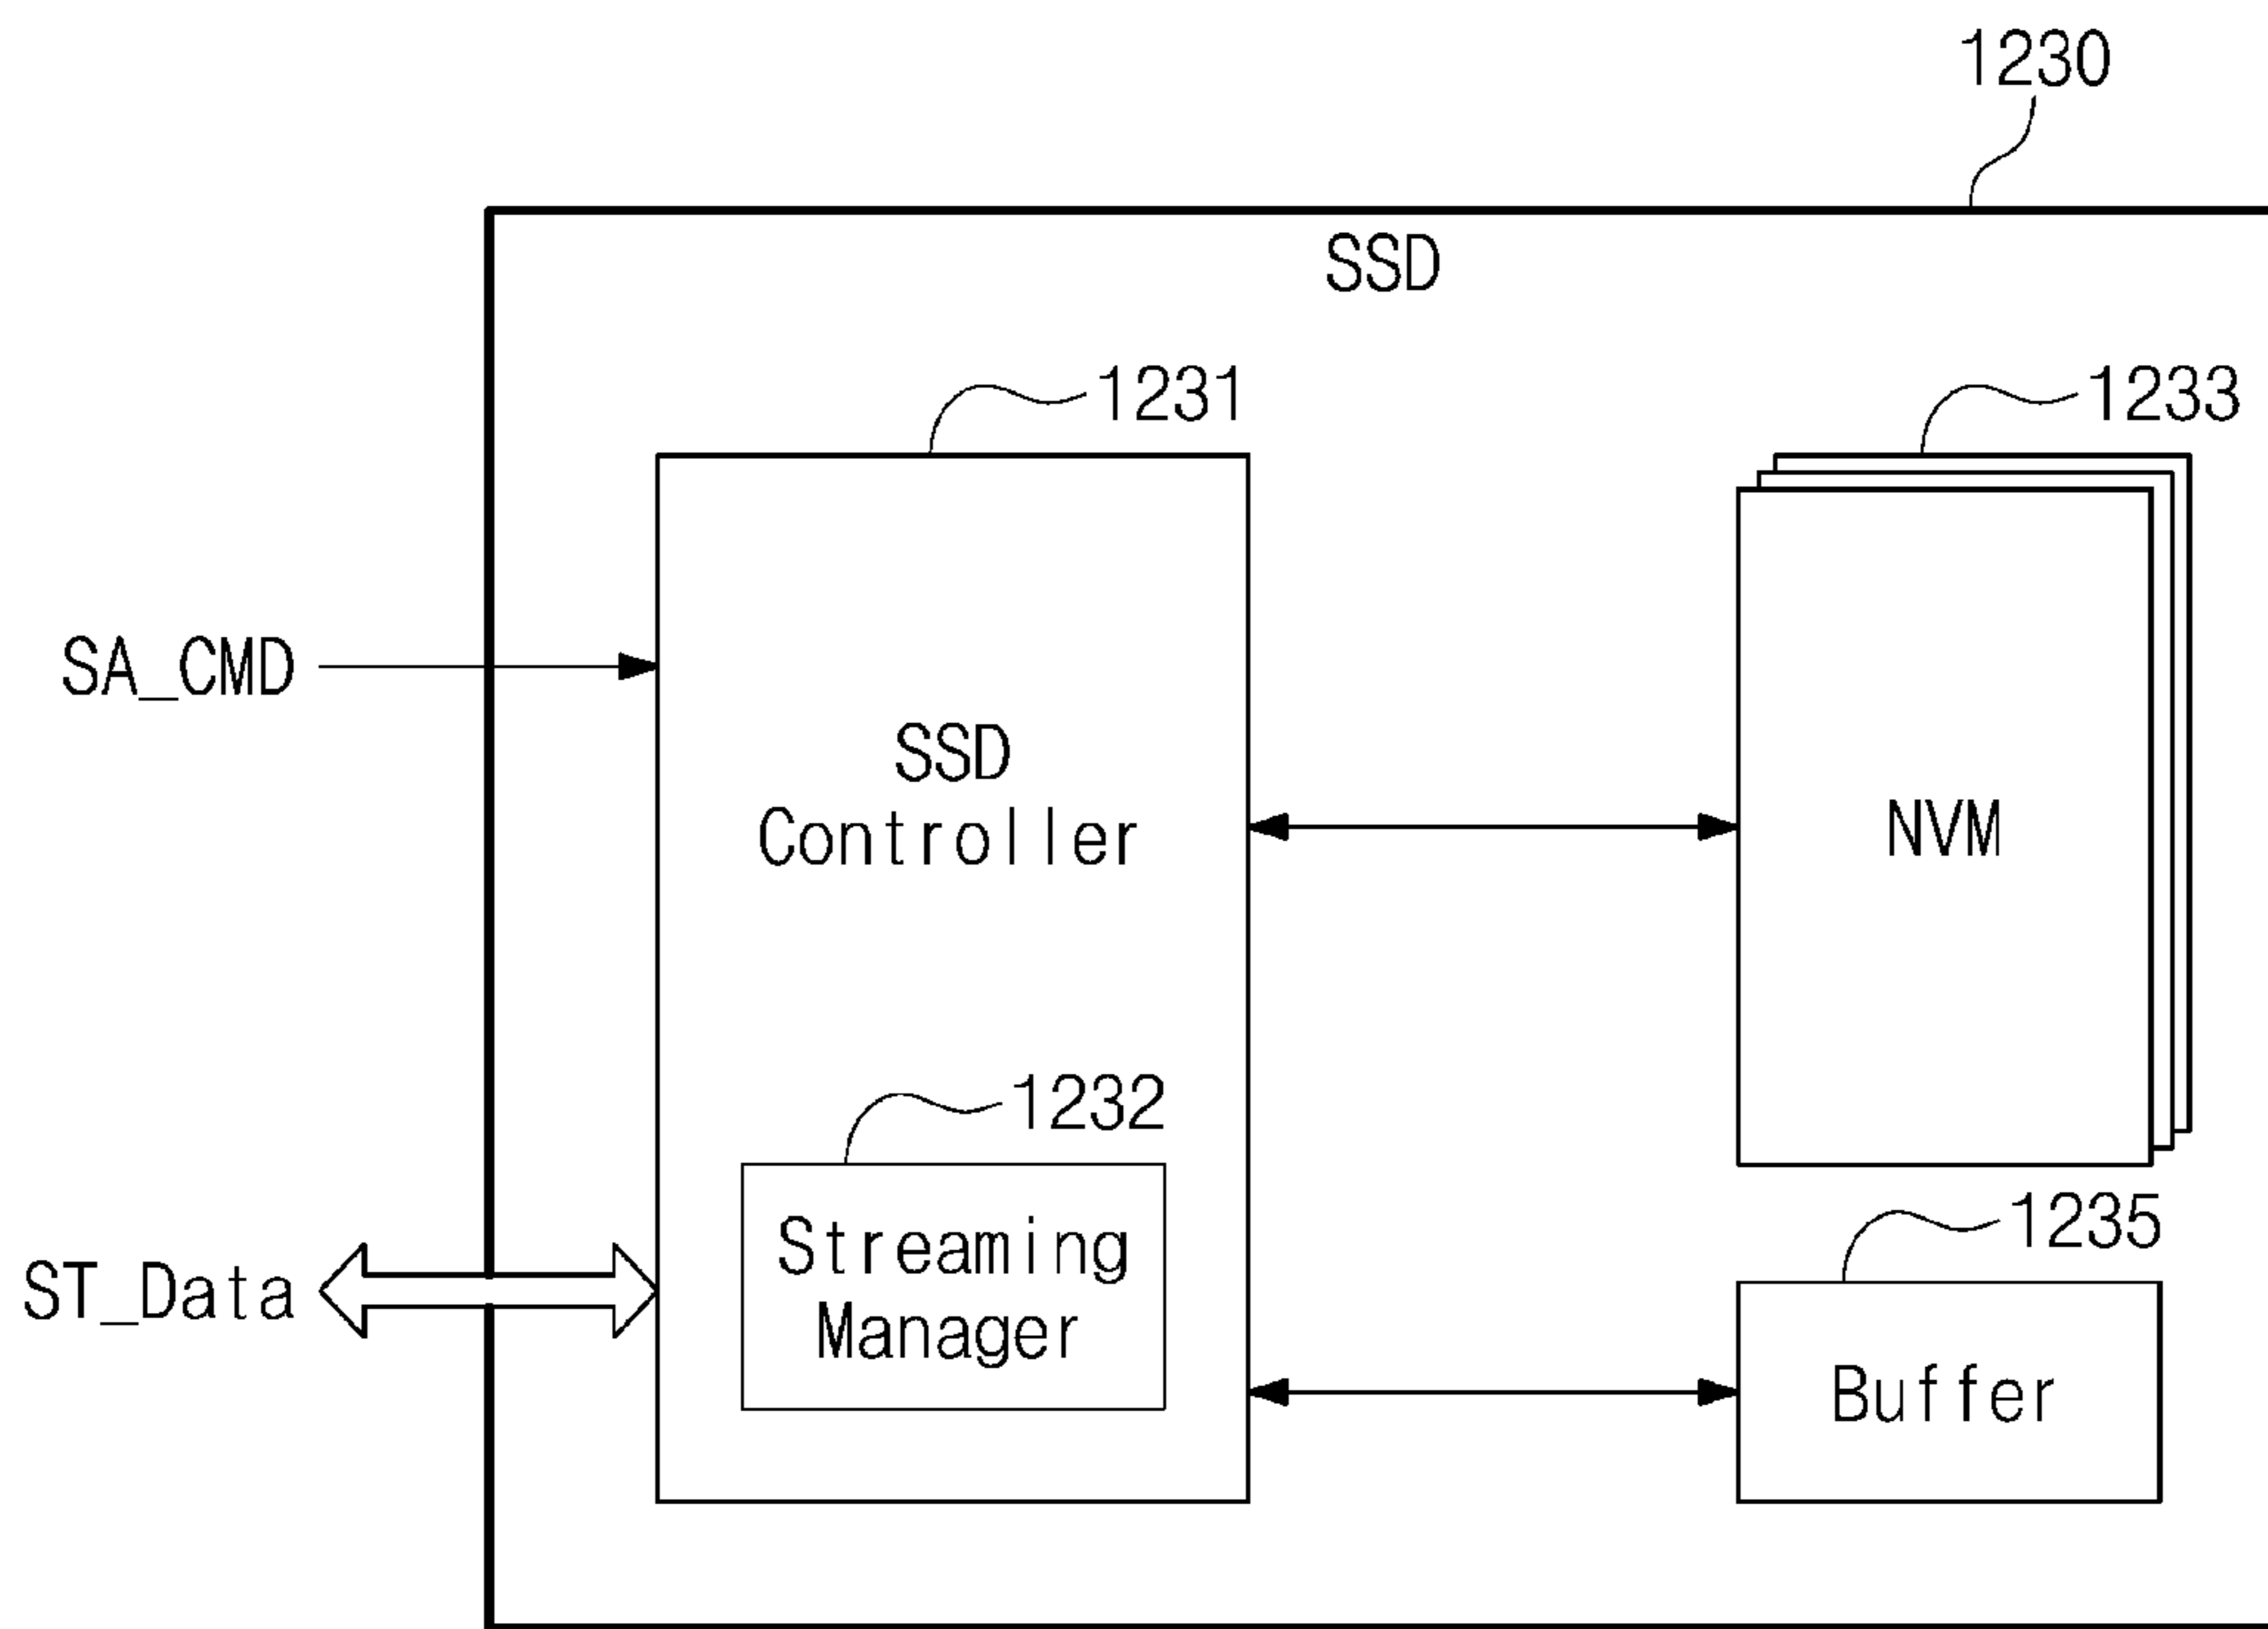 1230
SSD
1231
1233
SA_CMD
SSD
Controller
NVM
1232
Streaming
Manager
1235
ST_Data
Buffer